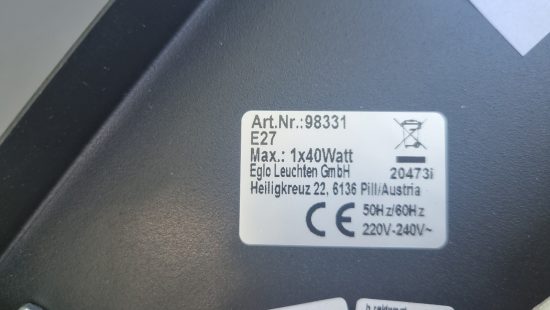 Art.Nr.:98331
E27
Max.: 1x40Watt
Eglo Leuchten GmbH 20473i
Heiligkreuz 22, 6136 Pill/Austria
CE 50Hz/60Hz
220V-240V~